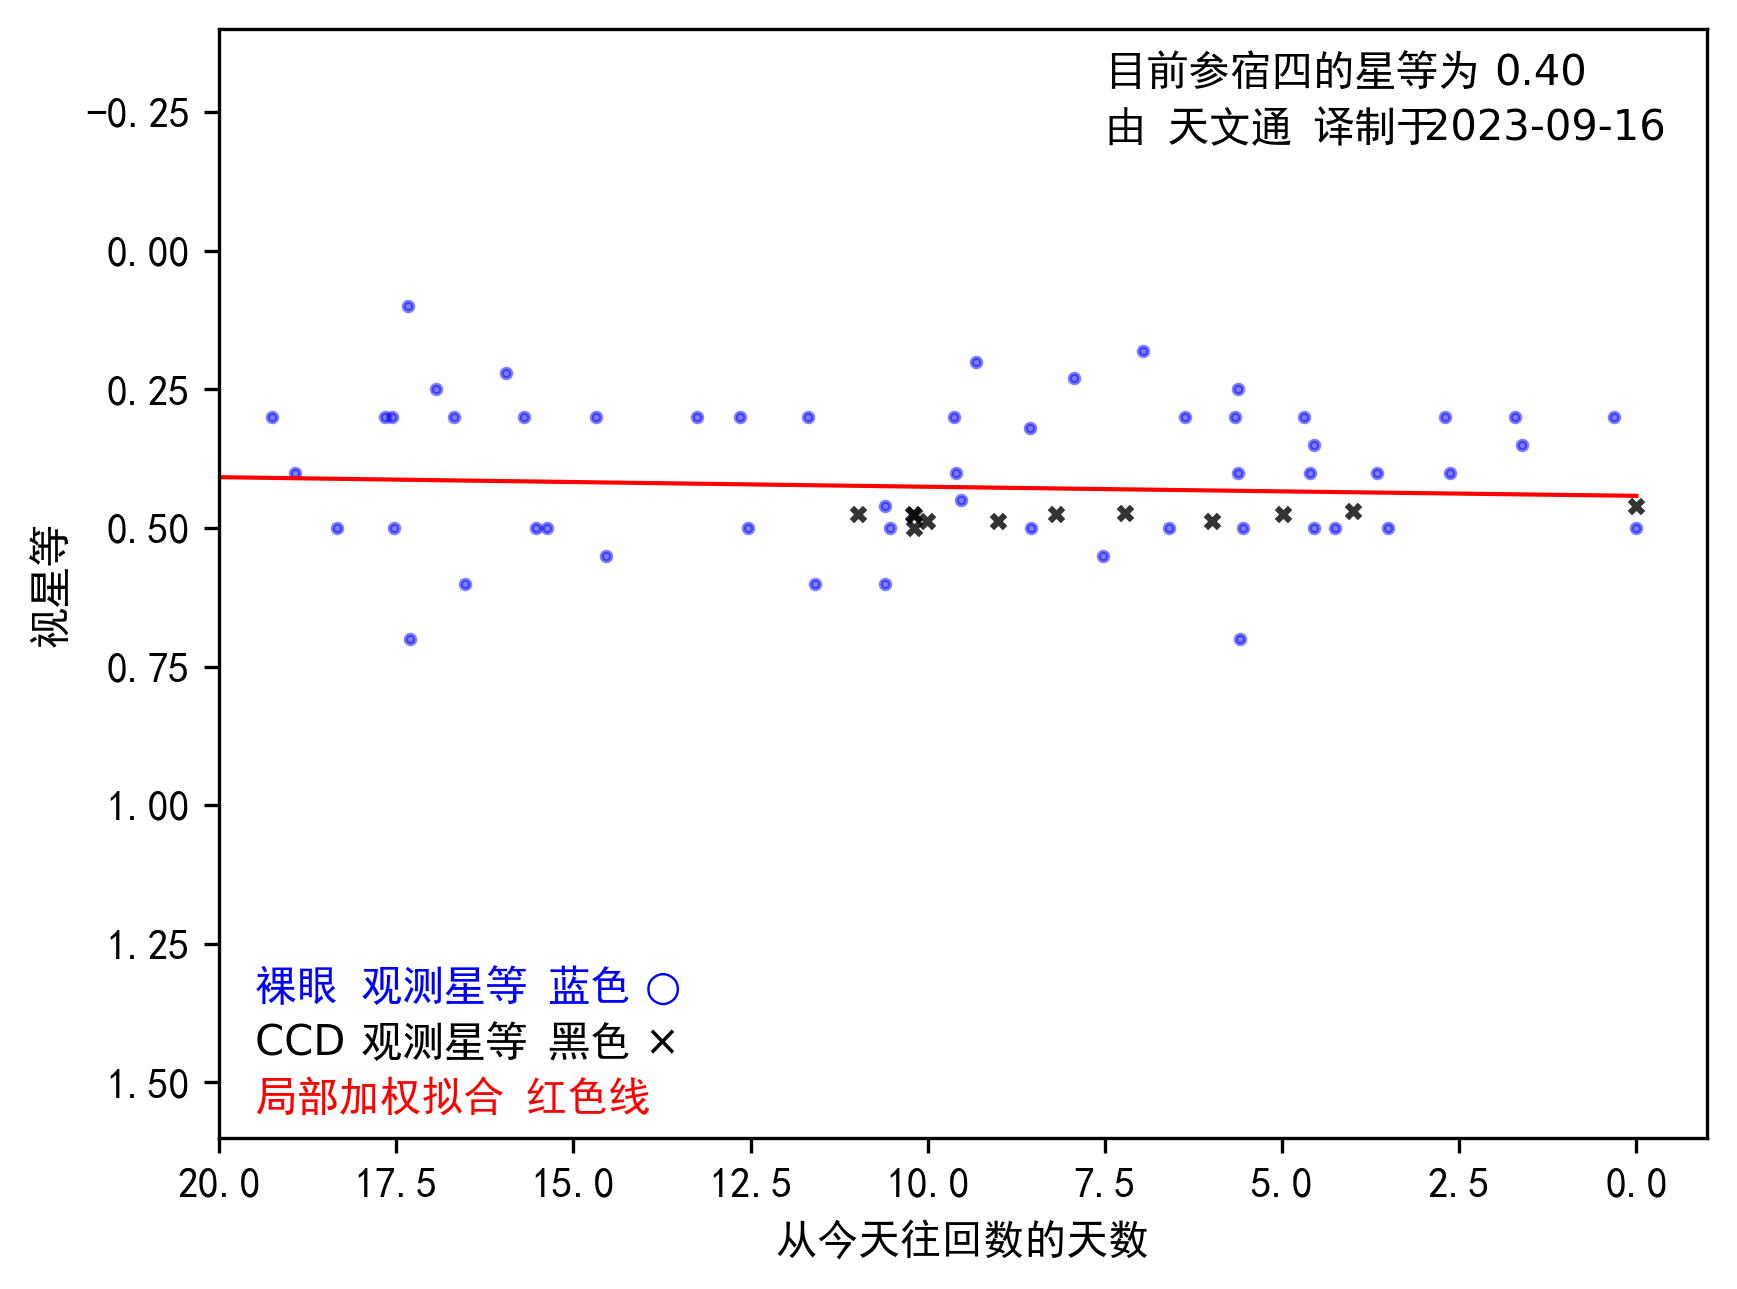 目前参宿四的星等为 0.40
由 天文通 译制于2023-09-16
−0.25
0.00
0.25
0.50
0.75
1.00
1.25
1.50
视星等
裸眼 观测星等 蓝色 ○
CCD 观测星等 黑色 ×
局部加权拟合 红色线
20.0 17.5 15.0 12.5 10.0 7.5 5.0 2.5 0.0
从今天往回数的天数